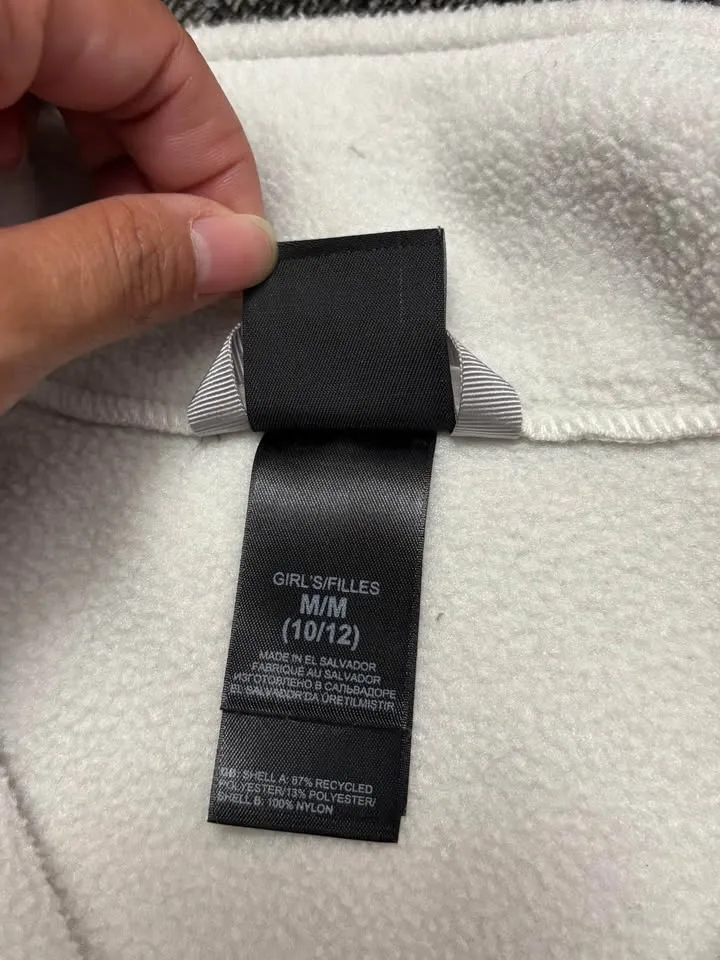 GIRL'S/FILLES
M/M
(10/12)
MADE IN EL SALVADOR
FABRIQUÉ AU SALVADOR
ИЗГОТОВЛЕНО В САЛЬВАДОРЕ
EL SALVADOR'DA ÜRETILMIŞTIR
GB: SHELL A: 87% RECYCLED
POLYESTER/13% POLYESTER/
SHELL B: 100% NYLON